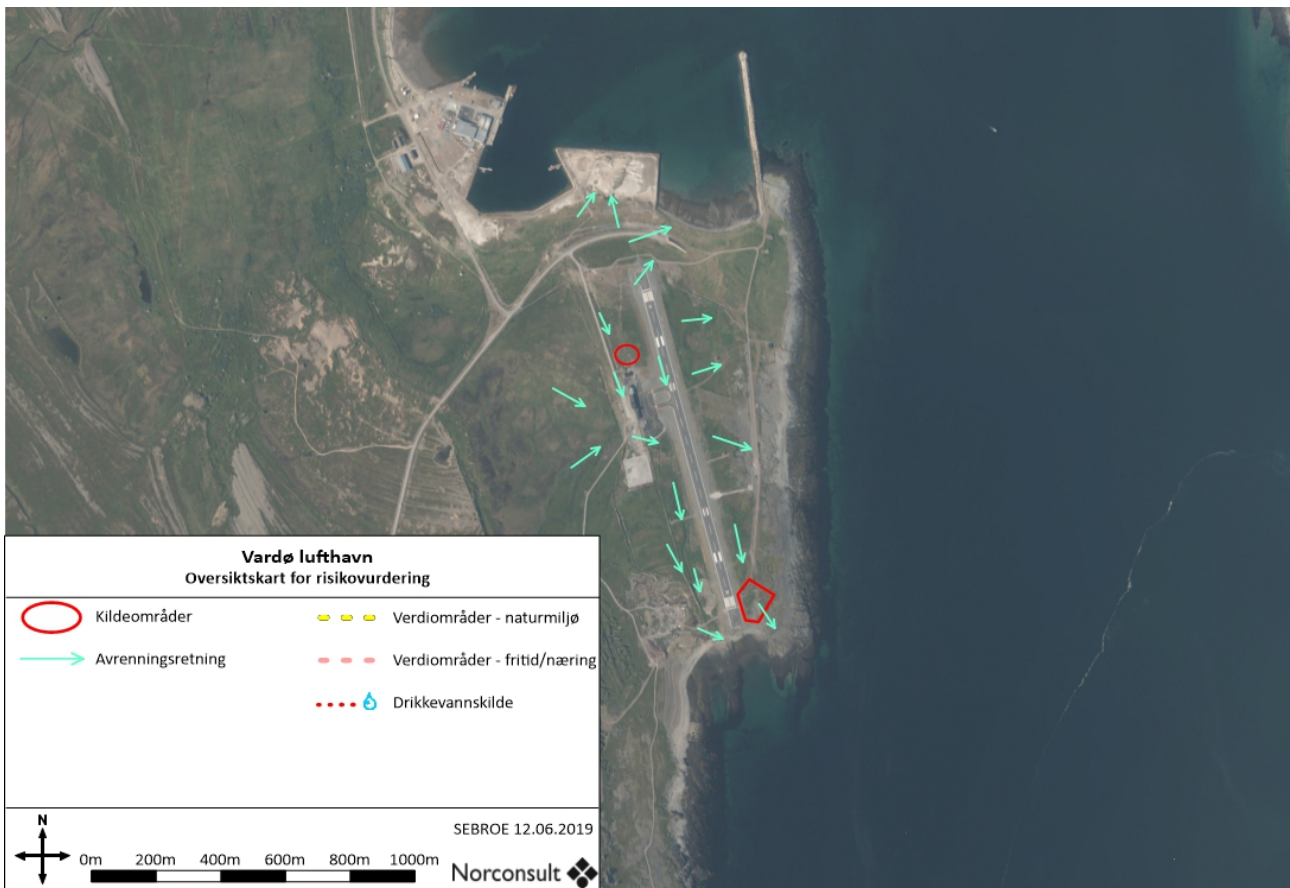 Vardø lufthavn
Oversiktskart for risikovurdering
Kildeområder
Verdiområder - naturmiljø
Avrenningsretning
Verdiområder - fritid/næring
Drikkevannskilde
N
SEBROE 12.06.2019
0m 200m 400m 600m 800m 1000m
Norconsult